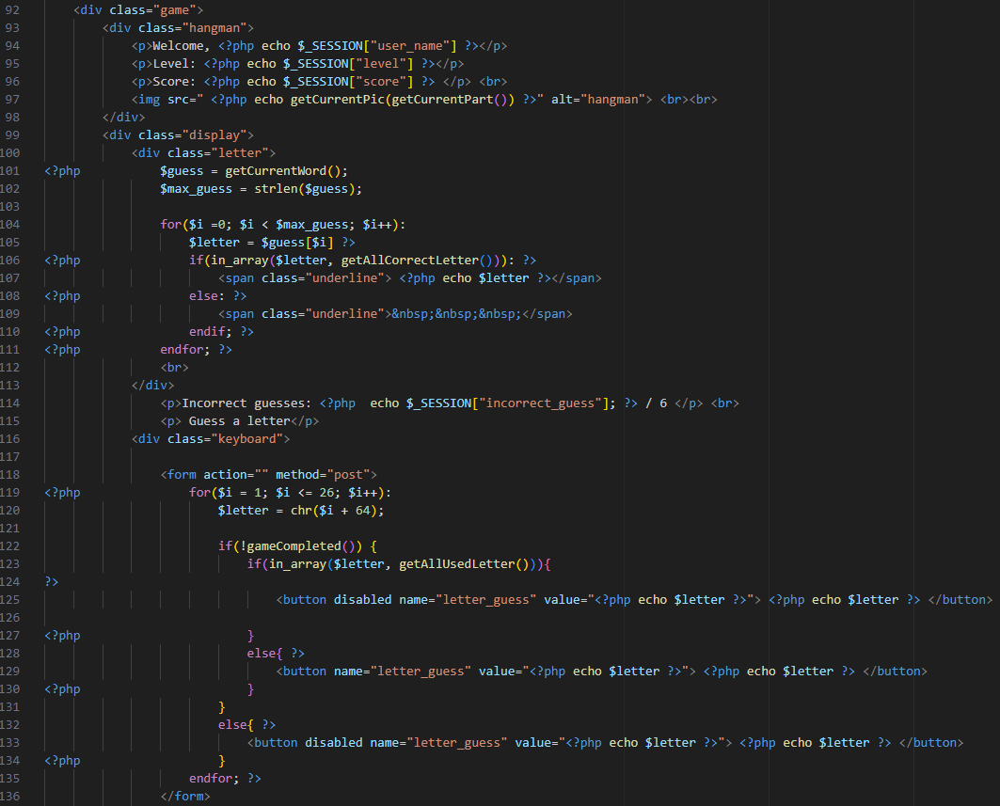 92 <div class="game">
93 <div class="hangman">
94 <p>Welcome, <?php echo $_SESSION["user_name"] ?></p>
95 <p>Level: <?php echo $_SESSION["level"] ?></p>
96 <p>Score: <?php echo $_SESSION["score"] ?> </p> <br>
97 <img src=" <?php echo getCurrentPic(getCurrentPart()) ?>" alt="hangman"> <br><br>
98 </div>
99 <div class="display">
100 <div class="letter">
101 <?php $guess = getCurrentWord();
102 $max_guess = strlen($guess);
103
104 for($i =0; $i < $max_guess; $i++):
105 $letter = $guess[$i] ?>
106 <?php if(in_array($letter, getAllCorrectLetter())): ?>
107 <span class="underline"> <?php echo $letter ?></span>
108 <?php else: ?>
109 <span class="underline">&nbsp;&nbsp;&nbsp;</span>
110 <?php endif; ?>
111 <?php endfor; ?>
112 <br>
113 </div>
114 <p>Incorrect guesses: <?php  echo $_SESSION["incorrect_guess"]; ?> / 6 </p> <br>
115 <p> Guess a letter</p>
116 <div class="keyboard">
117
118 <form action="" method="post">
119 <?php for($i = 1; $i <= 26; $i++):
120 $letter = chr($i + 64);
121
122 if(!gameCompleted()) {
123 if(in_array($letter, getAllUsedLetter())){
124 ?>
125 <button disabled name="letter_guess" value="<?php echo $letter ?>"> <?php echo $letter ?> </button>
126
127 <?php }
128 else{ ?>
129 <button name="letter_guess" value="<?php echo $letter ?>"> <?php echo $letter ?> </button>
130 <?php }
131 }
132 else{ ?>
133 <button disabled name="letter_guess" value="<?php echo $letter ?>"> <?php echo $letter ?> </button>
134 <?php }
135 endfor; ?>
136 </form>